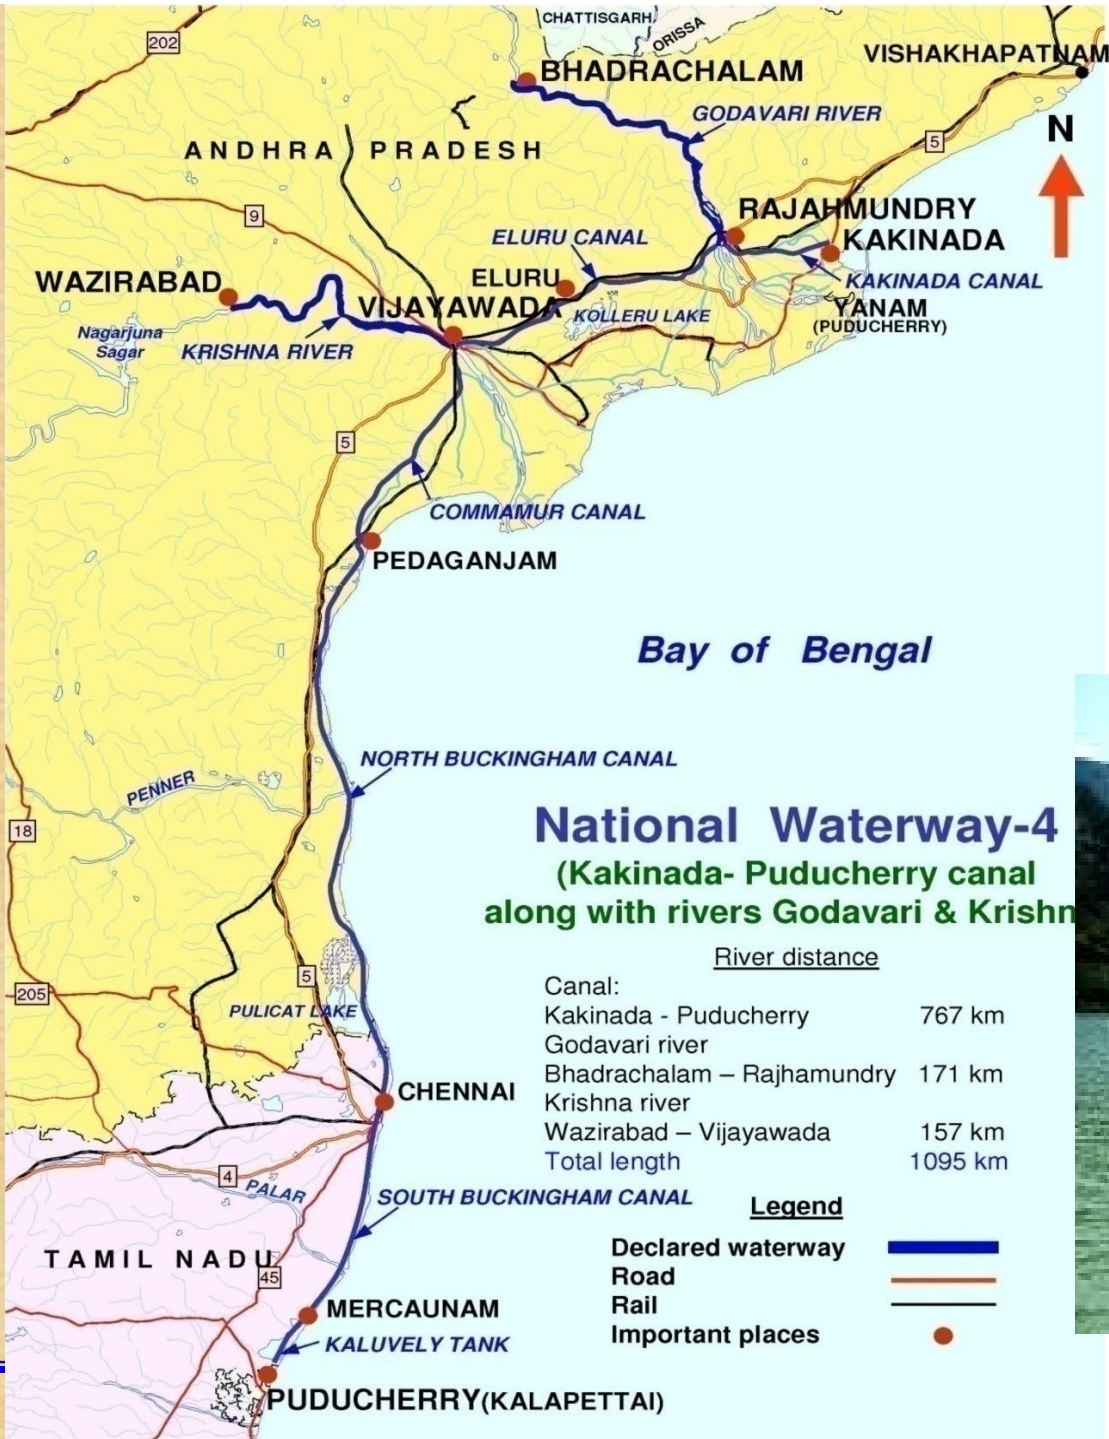 CHATTISGARH
ORISSA
202
VISHAKHAPATNAM
BHADRACHALAM
GODAVARI RIVER
5
N
ANDHRA PRADESH
9
RAJAHMUNDRY
ELURU CANAL
KAKINADA
WAZIRABAD
ELURU
KAKINADA CANAL
VIJAYAWADA
KOLLERU LAKE
YANAM
(PUDUCHERRY)
Nagarjuna
Sagar
KRISHNA RIVER
5
COMMAMUR CANAL
PEDAGANJAM
Bay of Bengal
NORTH BUCKINGHAM CANAL
PENNER
18
National Waterway-4
(Kakinada- Puducherry canal
along with rivers Godavari & Krishn
River distance
Canal:
Kakinada - Puducherry 767 km
Godavari river
Bhadrachalam – Rajhamundry 171 km
Krishna river
Wazirabad – Vijayawada 157 km
Total length 1095 km
5
205
PULICAT LAKE
CHENNAI
4
PALAR
SOUTH BUCKINGHAM CANAL
Legend
Declared waterway
Road
Rail
Important places
TAMIL NADU
45
MERCAUNAM
KALUVELY TANK
PUDUCHERRY(KALAPETTAI)